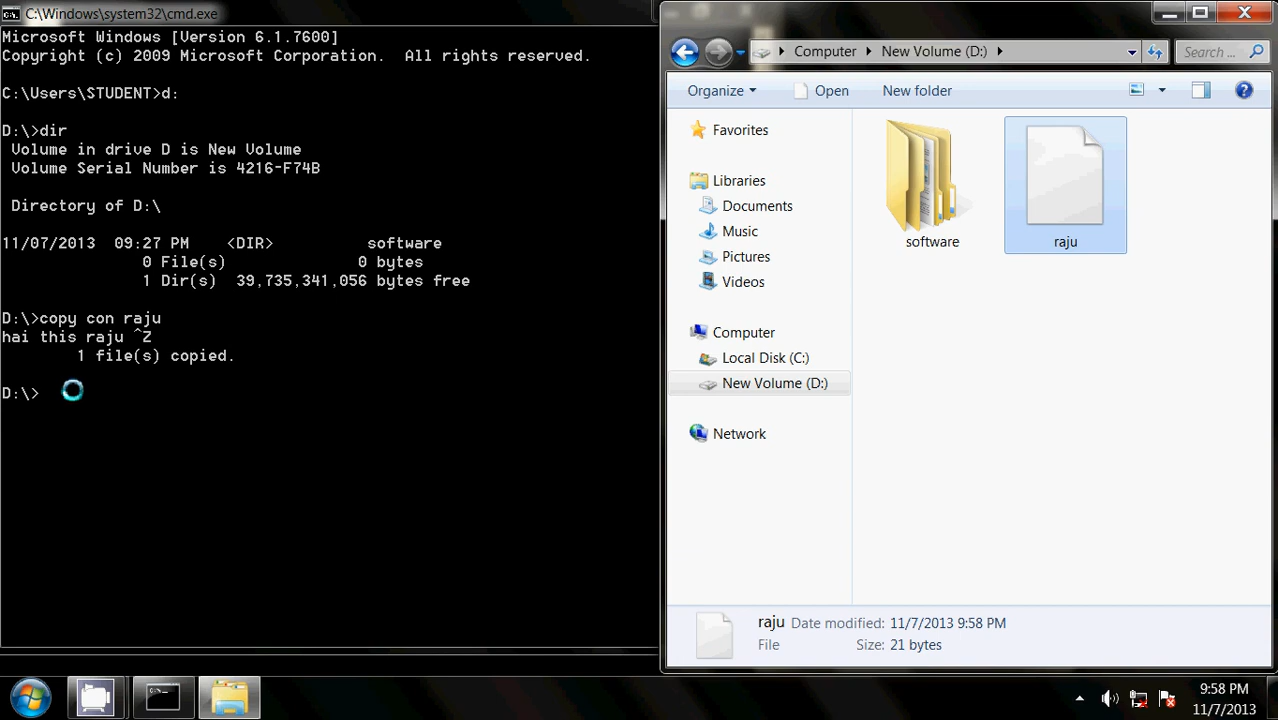 C:\Windows\system32\cmd.exe
Microsoft Windows [Version 6.1.7600]
Copyright (c) 2009 Microsoft Corporation.  All rights reserved.
C:\Users\STUDENT>d:
D:\>dir
Volume in drive D is New Volume
Volume Serial Number is 4216-F74B
Directory of D:\
11/07/2013  09:27 PM    <DIR>          software
0 File(s)              0 bytes
1 Dir(s)  39,735,341,056 bytes free
D:\>copy con raju
hai this raju ^Z
1 file(s) copied.
D:\>
Computer
New Volume (D:)
Search...
Organize
Open
New folder
Favorites
Libraries
Documents
Music
Pictures
Videos
Computer
Local Disk (C:)
New Volume (D:)
Network
software
raju
raju Date modified: 11/7/2013 9:58 PM
File Size: 21 bytes
9:58 PM
11/7/2013